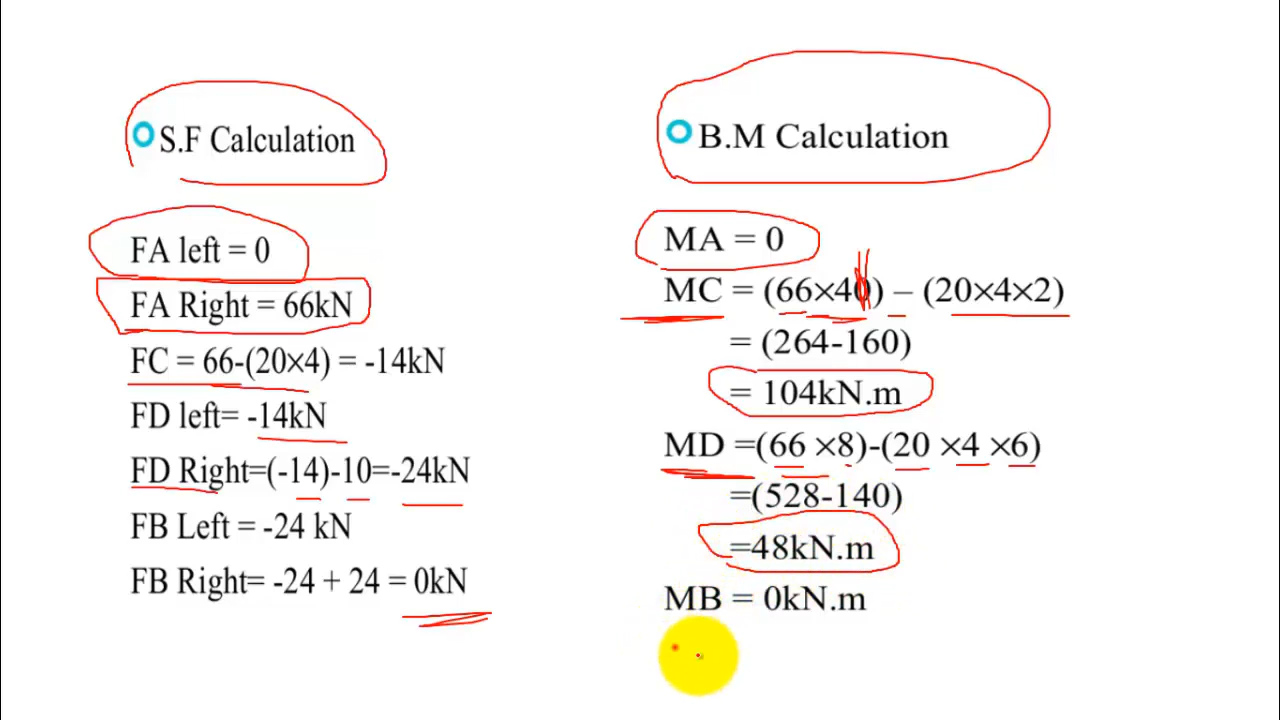 S.F Calculation
FA left = 0
FA Right = 66kN
FC = 66-(20×4) = -14kN
FD left= -14kN
FD Right=(-14)-10=-24kN
FB Left = -24 kN
FB Right= -24 + 24 = 0kN
B.M Calculation
MA = 0
MC = (66×40) – (20×4×2)
= (264-160)
= 104kN.m
MD =(66 ×8)-(20 ×4 ×6)
=(528-140)
=48kN.m
MB = 0kN.m